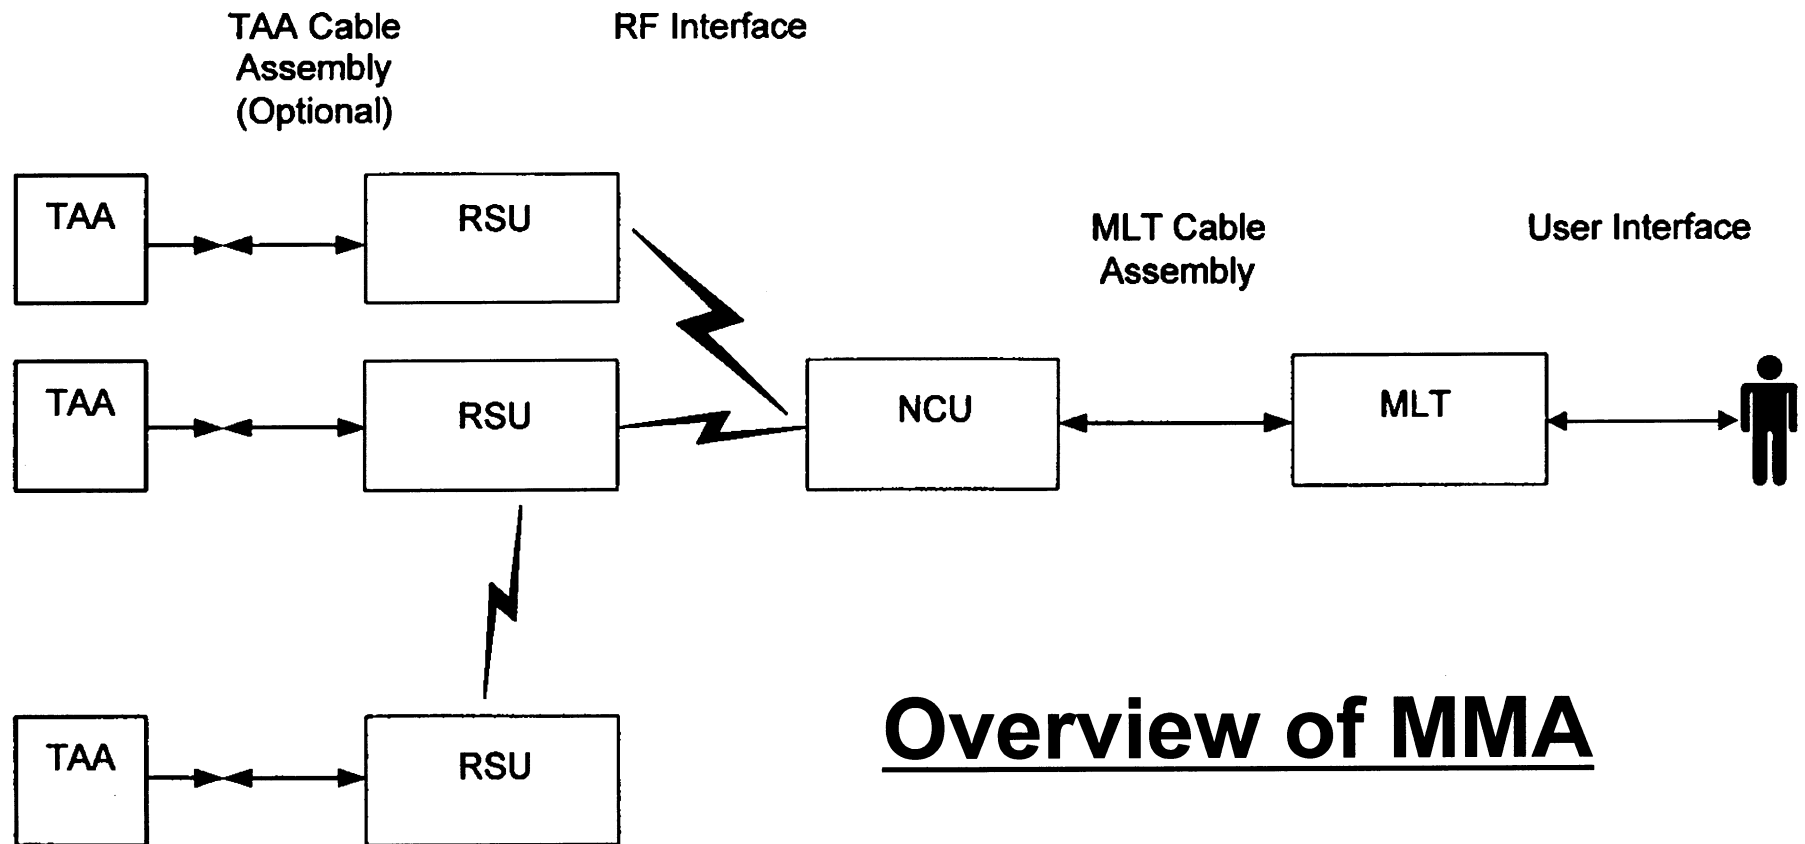 TAA Cable
Assembly
(Optional)
RF Interface
TAA
RSU
MLT Cable
Assembly
User Interface
TAA
RSU
NCU
MLT
TAA
RSU
Overview of MMA